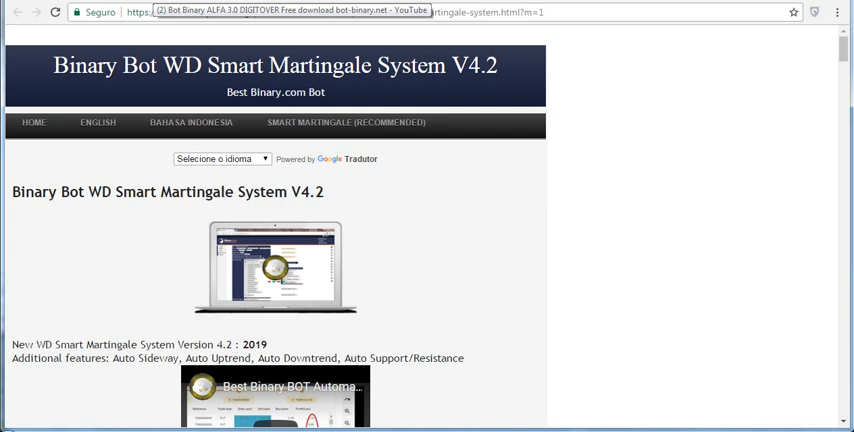 Seguro
https:
(2) Bot Binary ALFA 3.0 DIGITOVER Free download bot-binary.net - YouTube
martingale-system.html?m=1
Binary Bot WD Smart Martingale System V4.2
Best Binary.com Bot
HOME ENGLISH BAHASA INDONESIA SMART MARTINGALE (RECOMMENDED)
Selecione o idioma Powered by Google Tradutor
Binary Bot WD Smart Martingale System V4.2
New WD Smart Martingale System Version 4.2 : 2019
Additional features: Auto Sideway, Auto Uptrend, Auto Downtrend, Auto Support/Resistance
Best Binary BOT Automa...